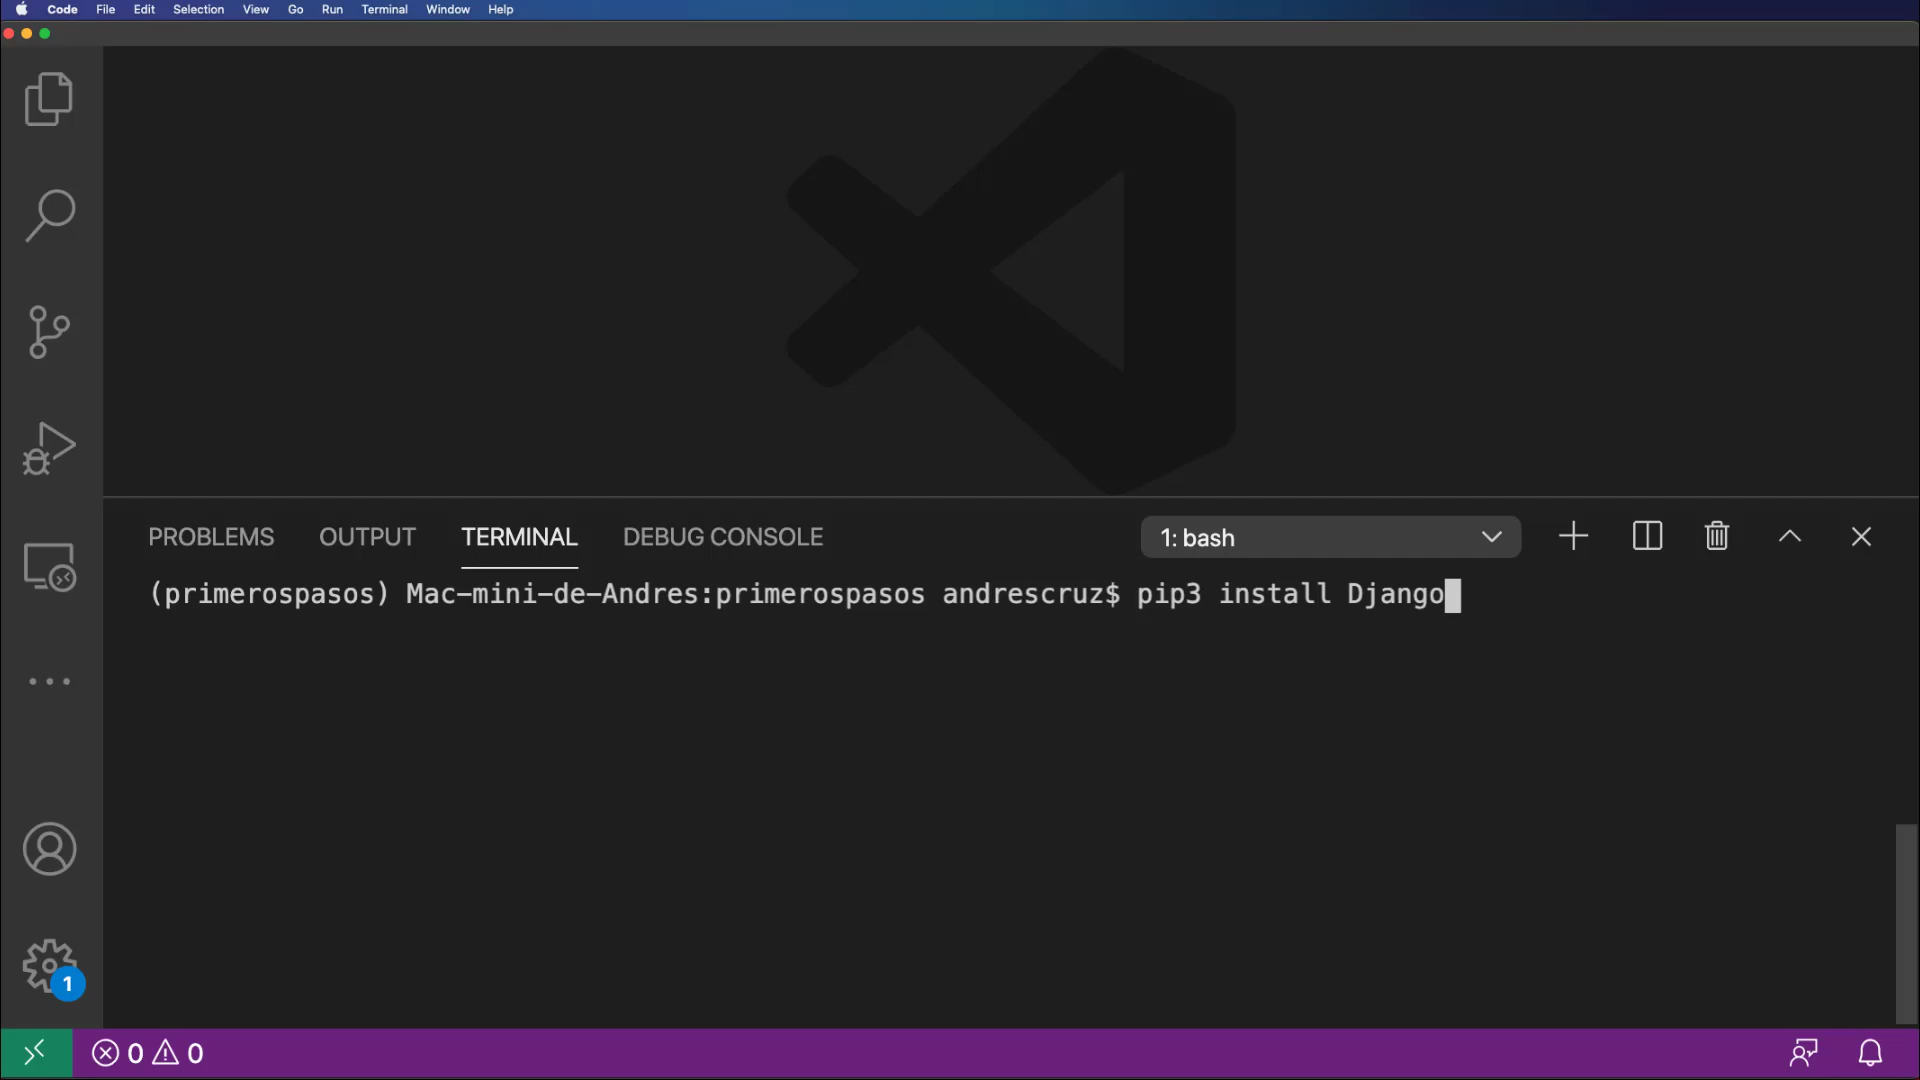 Code File Edit Selection View Go Run Terminal Window Help
PROBLEMS OUTPUT TERMINAL DEBUG CONSOLE 1: bash
(primerospasos) Mac-mini-de-Andres:primerospasos andrescruz$ pip3 install Django
1
0 0